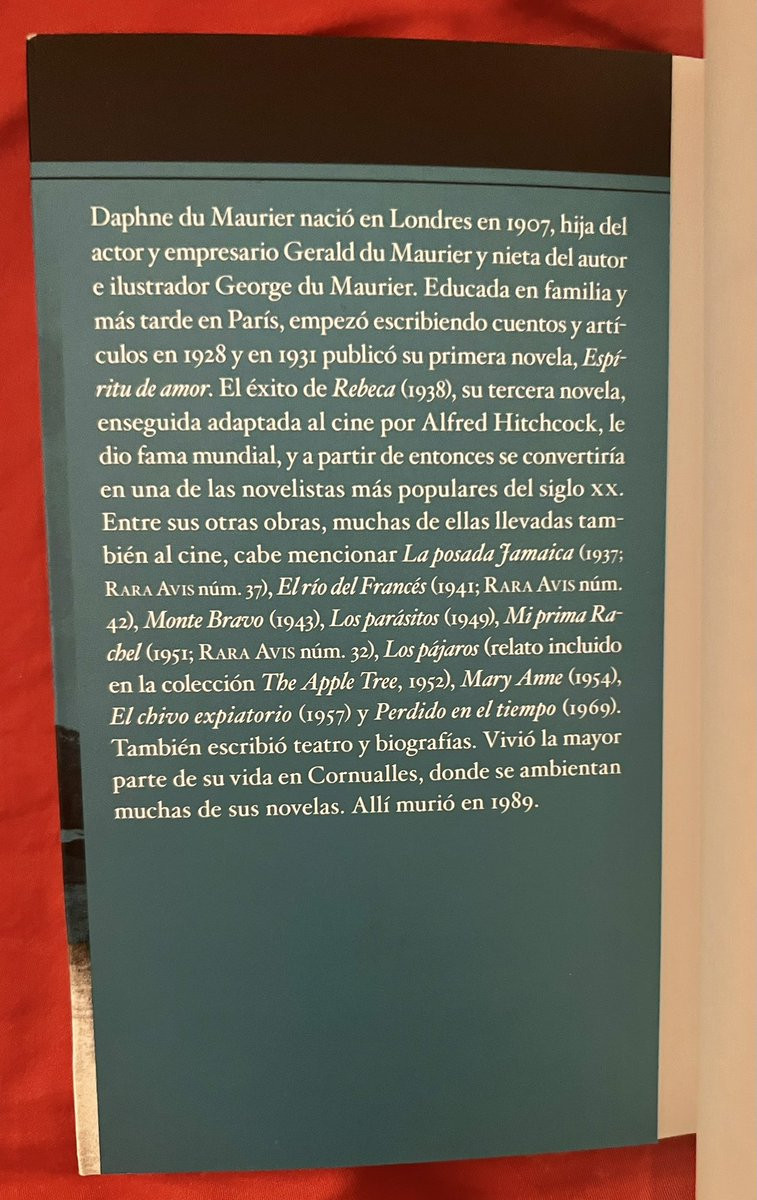 Daphne du Maurier nació en Londres en 1907, hija del
actor y empresario Gerald du Maurier y nieta del autor
e ilustrador George du Maurier. Educada en familia y
más tarde en París, empezó escribiendo cuentos y artí-
culos en 1928 y en 1931 publicó su primera novela, Espí-
ritu de amor. El éxito de Rebeca (1938), su tercera novela,
enseguida adaptada al cine por Alfred Hitchcock, le
dio fama mundial, y a partir de entonces se convertiría
en una de las novelistas más populares del siglo XX.
Entre sus otras obras, muchas de ellas llevadas tam-
bién al cine, cabe mencionar La posada Jamaica (1937;
RARA AVIS núm. 37), El río del Francés (1941; RARA AVIS núm.
42), Monte Bravo (1943), Los parásitos (1949), Mi prima Ra-
chel (1951; RARA AVIS núm. 32), Los pájaros (relato incluido
en la colección The Apple Tree, 1952), Mary Anne (1954),
El chivo expiatorio (1957) y Perdido en el tiempo (1969).
También escribió teatro y biografías. Vivió la mayor
parte de su vida en Cornualles, donde se ambientan
muchas de sus novelas. Allí murió en 1989.